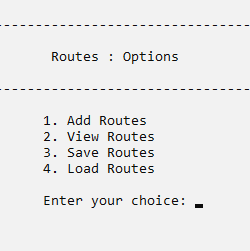 Routes : Options
1. Add Routes
2. View Routes
3. Save Routes
4. Load Routes
Enter your choice: